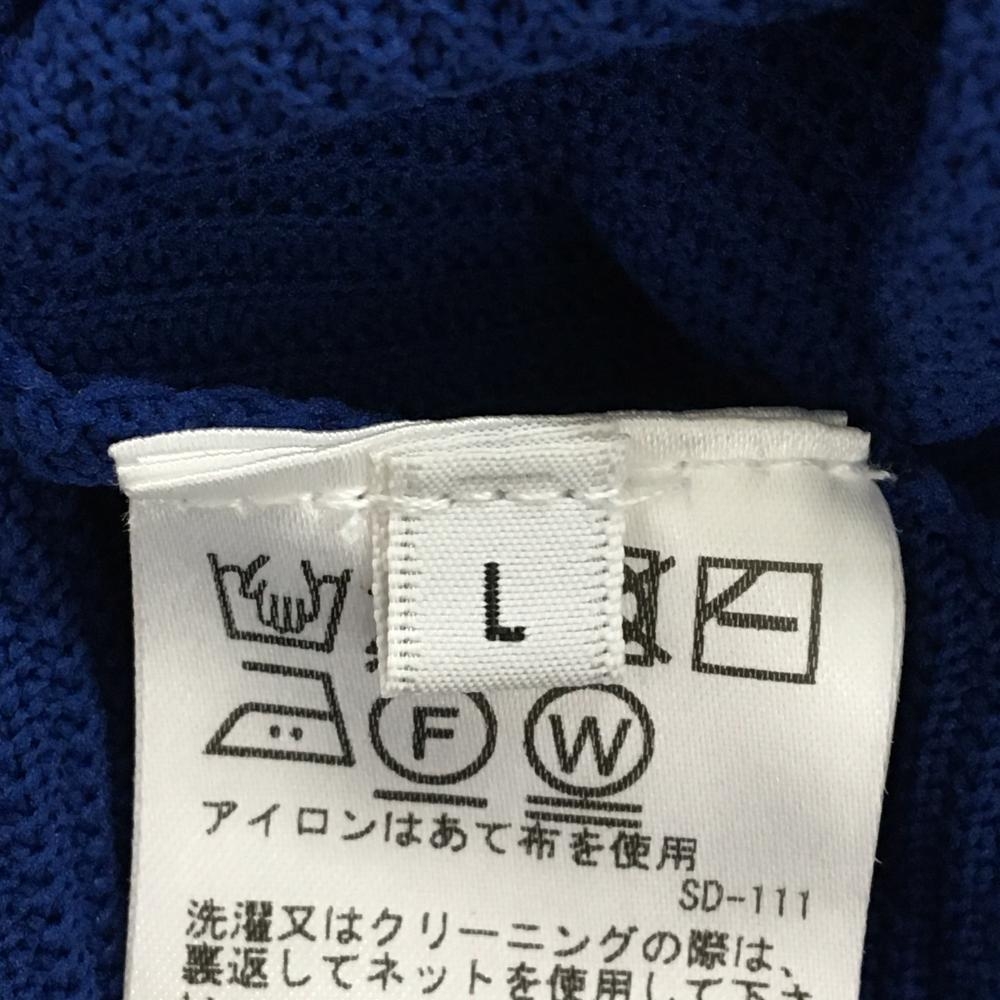 L
F W
アイロンはあて布を使用
SD-111
洗濯又はクリーニングの際は、
裏返してネットを使用して下さ